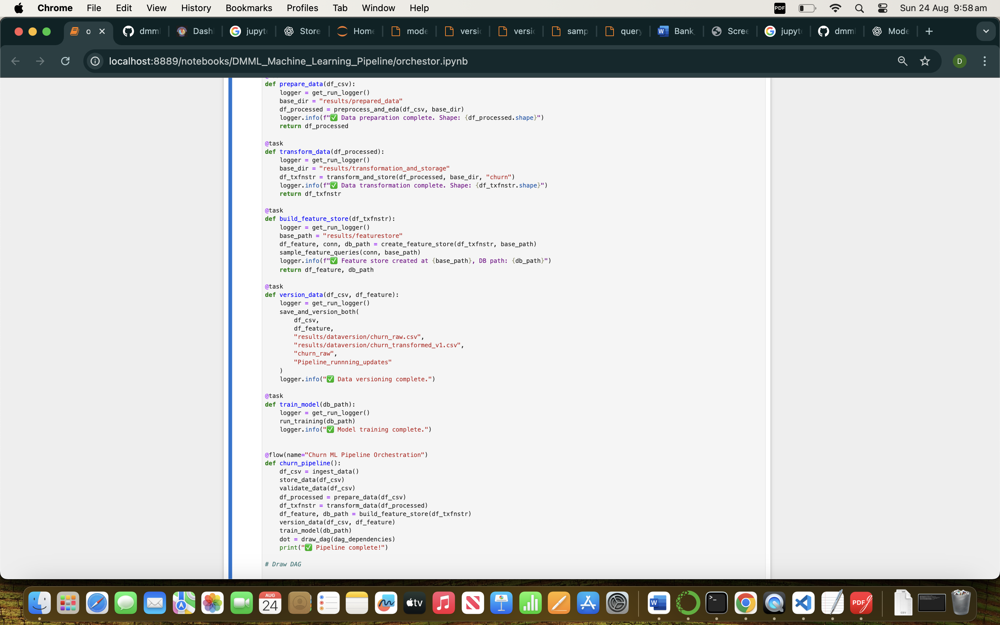 Chrome File Edit View History Bookmarks Profiles Tab Window Help PDF Sun 24 Aug 9:58 am
o dmml Dash jupyt Store Home mode versio versio samp query Bank_ Scree jupyt dmm Mode
localhost:8889/notebooks/DMML_Machine_Learning_Pipeline/orchestor.ipynb D
def prepare_data(df_csv):
    logger = get_run_logger()
    base_dir = "results/prepared_data"
    df_processed = preprocess_and_eda(df_csv, base_dir)
    logger.info(f"✅ Data preparation complete. Shape: {df_processed.shape}")
    return df_processed
@task
def transform_data(df_processed):
    logger = get_run_logger()
    base_dir = "results/transformation_and_storage"
    df_txfnstr = transform_and_store(df_processed, base_dir, "churn")
    logger.info(f"✅ Data transformation complete. Shape: {df_txfnstr.shape}")
    return df_txfnstr
@task
def build_feature_store(df_txfnstr):
    logger = get_run_logger()
    base_path = "results/featurestore"
    df_feature, conn, db_path = create_feature_store(df_txfnstr, base_path)
    sample_feature_queries(conn, base_path)
    logger.info(f"✅ Feature store created at {base_path}, DB path: {db_path}")
    return df_feature, db_path
@task
def version_data(df_csv, df_feature):
    logger = get_run_logger()
    save_and_version_both(
        df_csv,
        df_feature,
        "results/dataversion/churn_raw.csv",
        "results/dataversion/churn_transformed_v1.csv",
        "churn_raw",
        "Pipeline_runnning_updates"
    )
    logger.info("✅ Data versioning complete.")
@task
def train_model(db_path):
    logger = get_run_logger()
    run_training(db_path)
    logger.info("✅ Model training complete.")
@flow(name="Churn ML Pipeline Orchestration")
def churn_pipeline():
    df_csv = ingest_data()
    store_data(df_csv)
    validate_data(df_csv)
    df_processed = prepare_data(df_csv)
    df_txfnstr = transform_data(df_processed)
    df_feature, db_path = build_feature_store(df_txfnstr)
    version_data(df_csv, df_feature)
    train_model(db_path)
    dot = draw_dag(dag_dependencies)
    print("✅ Pipeline complete!")
# Draw DAG
AUG
24
tv
PDF
CSV